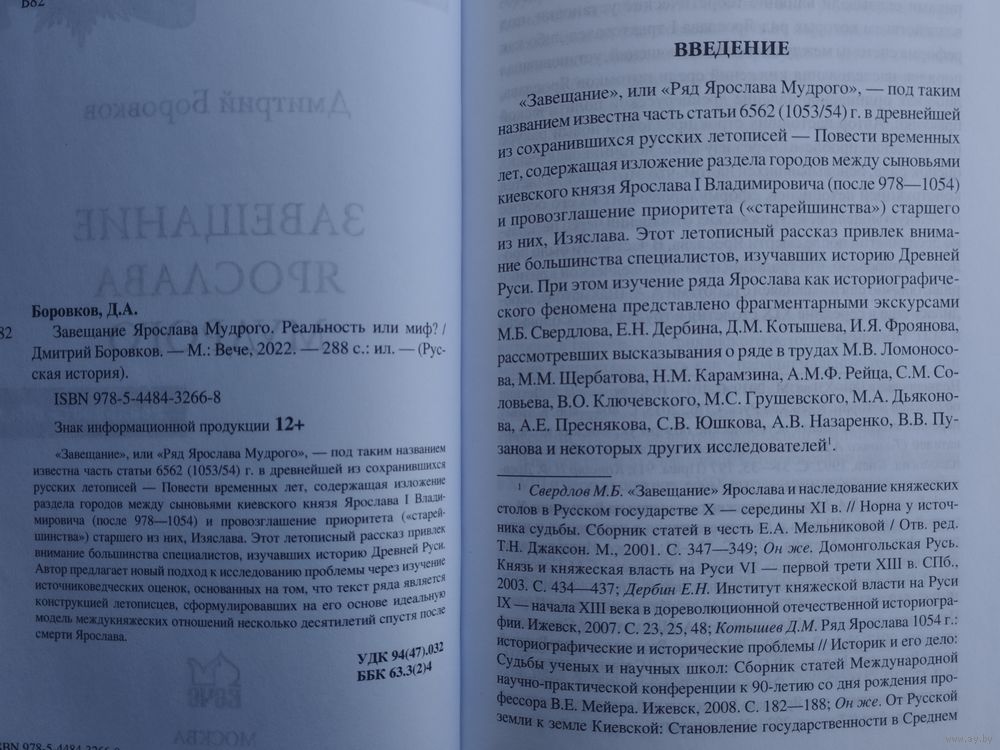 Б82
Боровков, Д.А.
82
Завещание Ярослава Мудрого. Реальность или миф? /
Дмитрий Боровков. — М.: Вече, 2022. — 288 с.: ил. — (Рус-
ская история).
ISBN 978-5-4484-3266-8
Знак информационной продукции 12+
«Завещание», или «Ряд Ярослава Мудрого», — под таким названием
известна часть статьи 6562 (1053/54) г. в древнейшей из сохранившихся
русских летописей — Повести временных лет, содержащая изложение
раздела городов между сыновьями киевского князя Ярослава I Влади-
мировича (после 978—1054) и провозглашение приоритета («старей-
шинства») старшего из них, Изяслава. Этот летописный рассказ привлек
внимание большинства специалистов, изучавших историю Древней Руси.
Автор предлагает новый подход к исследованию проблемы через изучение
источниковедческих оценок, основанных на том, что текст ряда является
конструкцией летописцев, сформулировавших на его основе идеальную
модель междукняжеских отношений несколько десятилетий спустя после
смерти Ярослава.
УДК 94(47).032
ББК 63.3(2)4
ISBN 978-5-4484-3266-8
ВВЕДЕНИЕ
«Завещание», или «Ряд Ярослава Мудрого», — под таким
названием известна часть статьи 6562 (1053/54) г. в древнейшей
из сохранившихся русских летописей — Повести временных
лет, содержащая изложение раздела городов между сыновьями
киевского князя Ярослава I Владимировича (после 978—1054)
и провозглашение приоритета («старейшинства») старшего
из них, Изяслава. Этот летописный рассказ привлек внима-
ние большинства специалистов, изучавших историю Древней
Руси. При этом изучение ряда Ярослава как историографиче-
ского феномена представлено фрагментарными экскурсами
М.Б. Свердлова, Е.Н. Дербина, Д.М. Котышева, И.Я. Фроянова,
рассмотревших высказывания о ряде в трудах М.В. Ломоносо-
ва, М.М. Щербатова, Н.М. Карамзина, А.М.Ф. Рейца, С.М. Со-
ловьева, В.О. Ключевского, М.С. Грушевского, М.А. Дьяконо-
ва, А.Е. Преснякова, С.В. Юшкова, А.В. Назаренко, В.В. Пу-
занова и некоторых других исследователей¹.
¹ Свердлов М.Б. «Завещание» Ярослава и наследование княжеских
столов в Русском государстве X — середины XI в. // Норна у источ-
ника судьбы. Сборник статей в честь Е.А. Мельниковой / Отв. ред.
Т.Н. Джаксон. М., 2001. С. 347—349; Он же. Домонгольская Русь.
Князь и княжеская власть на Руси VI — первой трети XIII в. СПб.,
2003. С. 434—437; Дербин Е.Н. Институт княжеской власти на Руси
IX — начала XIII века в дореволюционной отечественной историогра-
фии. Ижевск, 2007. С. 23, 25, 48; Котышев Д.М. Ряд Ярослава 1054 г.:
историографические и исторические проблемы // Историк и его дело:
Судьбы ученых и научных школ: Сборник статей Международной
научно-практической конференции к 90-летию со дня рождения про-
фессора В.Е. Мейера. Ижевск, 2008. С. 182—188; Он же. От Русской
земли к земле Киевской: Становление государственности в Среднем
www.ay.by